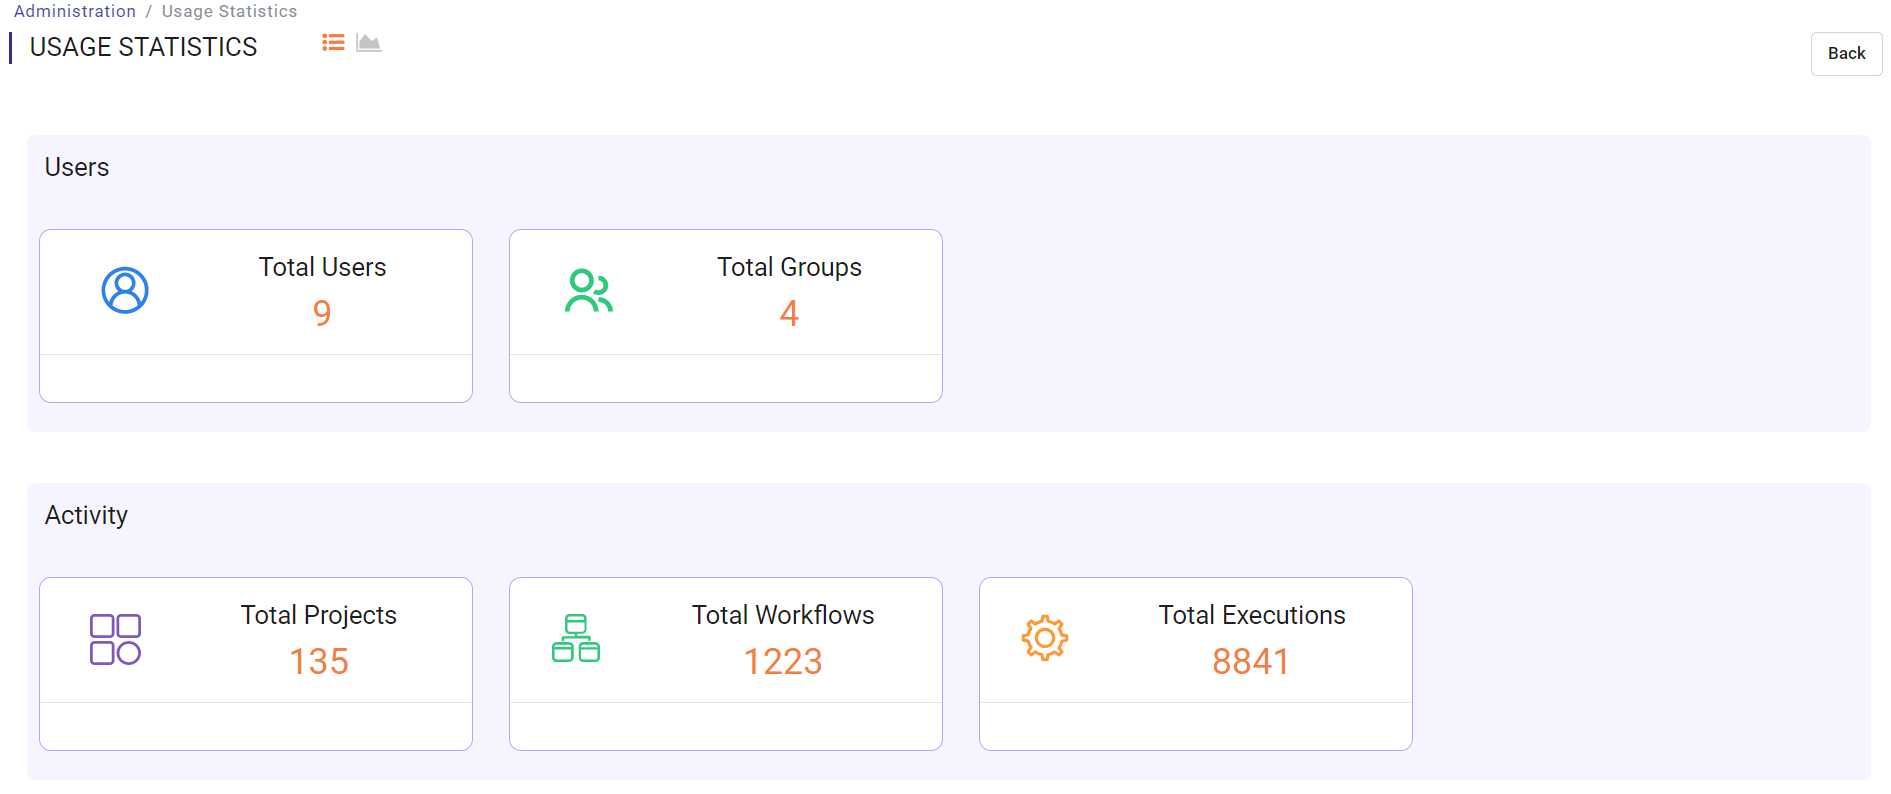 Administration / Usage Statistics
USAGE STATISTICS
Back
Users
Total Users
9
Total Groups
4
Activity
Total Projects
135
Total Workflows
1223
Total Executions
8841